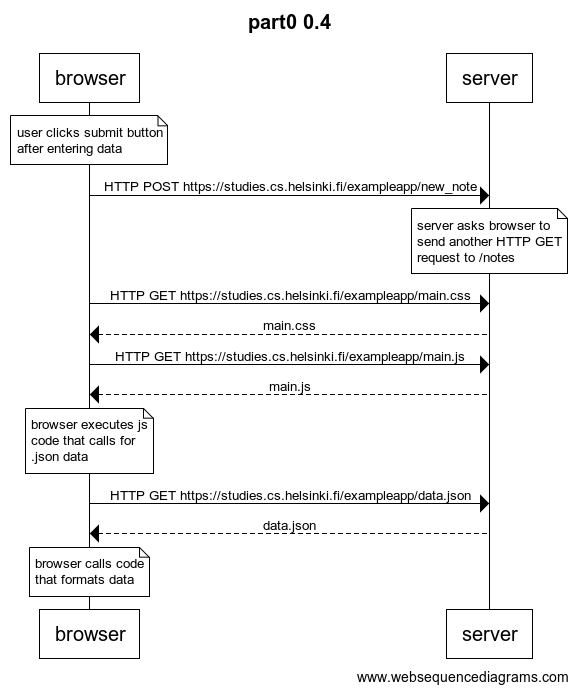 part0 0.4
browser
server
user clicks submit button
after entering data
HTTP POST https://studies.cs.helsinki.fi/exampleapp/new_note
server asks browser to
send another HTTP GET
request to /notes
HTTP GET https://studies.cs.helsinki.fi/exampleapp/main.css
main.css
HTTP GET https://studies.cs.helsinki.fi/exampleapp/main.js
main.js
browser executes js
code that calls for
.json data
HTTP GET https://studies.cs.helsinki.fi/exampleapp/data.json
data.json
browser calls code
that formats data
browser
server
www.websequencediagrams.com